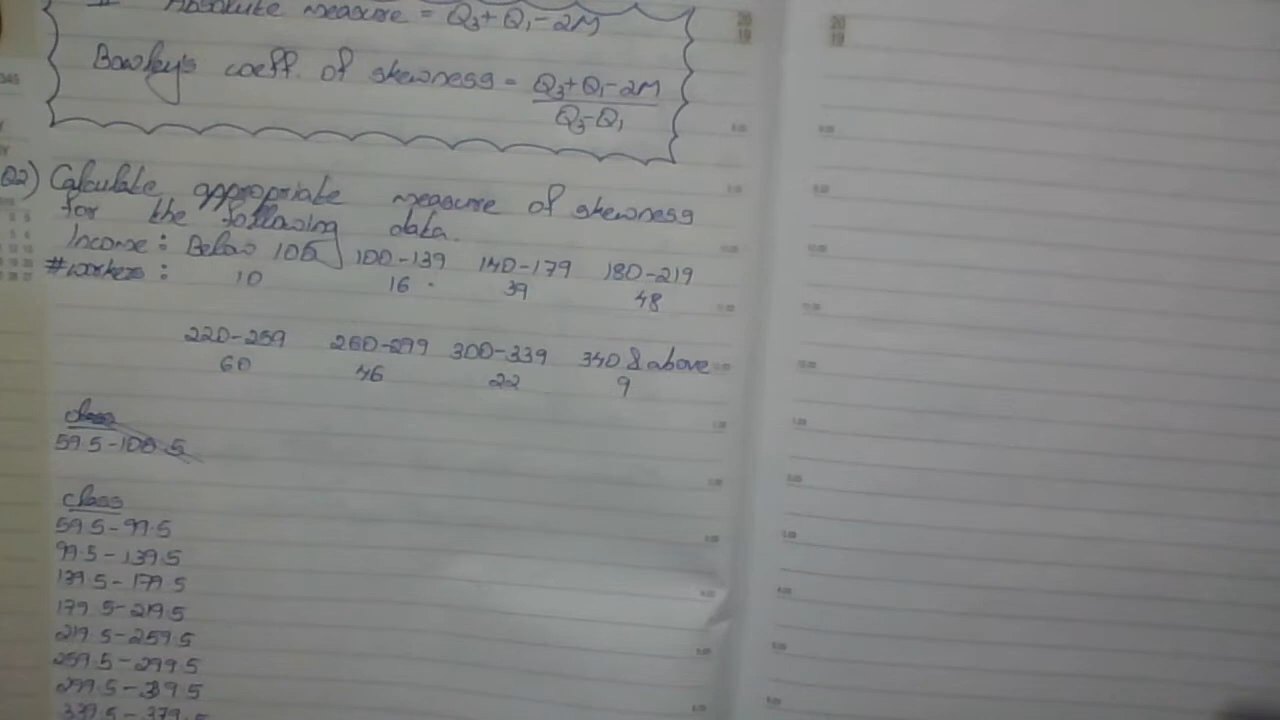 Absolute measure = Q3+Q1-2M
Bowley's coeff. of skewness = Q3+Q1-2M
Q3-Q1
Q2) Calculate appropriate measure of skewness
for the following data.
Income: Below 100 100-139 140-179 180-219
#workers: 10 16 39 48
220-259 260-299 300-339 340 & above
60 46 22 9
class
59.5-100.5
class
59.5-99.5
99.5-139.5
139.5-179.5
179.5-219.5
219.5-259.5
259.5-299.5
299.5-339.5
339.5-379.5